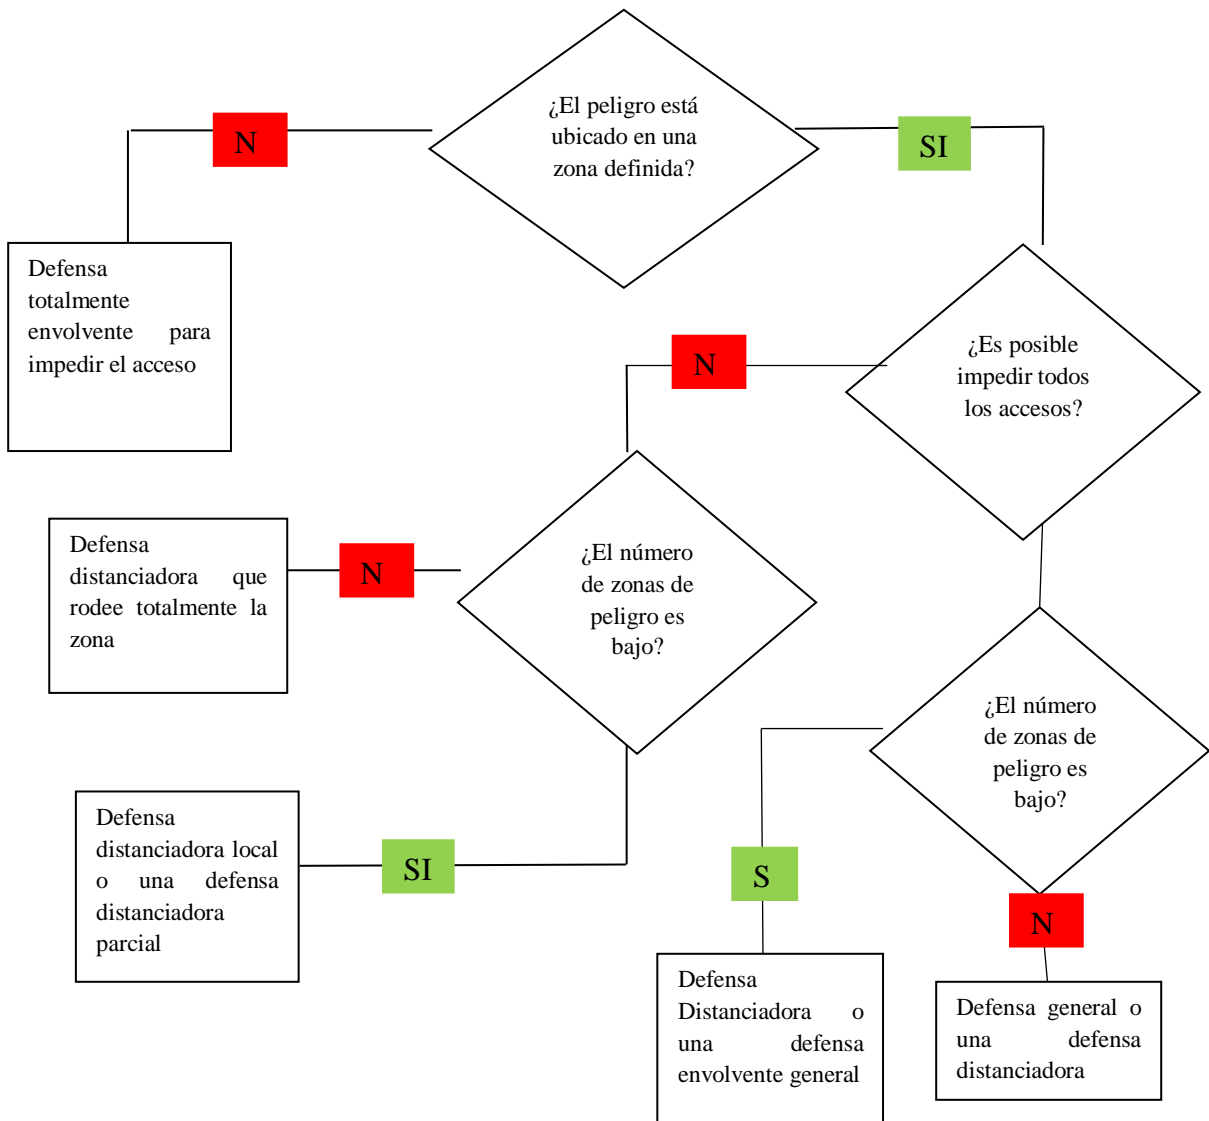 ¿El peligro está
ubicado en una
zona definida?
N
SI
Defensa
totalmente
envolvente para
impedir el acceso
¿Es posible
impedir todos
los accesos?
N
Defensa
distanciadora que
rodee totalmente la
zona
N
¿El número
de zonas de
peligro es
bajo?
¿El número
de zonas de
peligro es
bajo?
Defensa
distanciadora local
o una defensa
distanciadora
parcial
SI
S
N
Defensa
Distanciadora o
una defensa
envolvente general
Defensa general o
una defensa
distanciadora